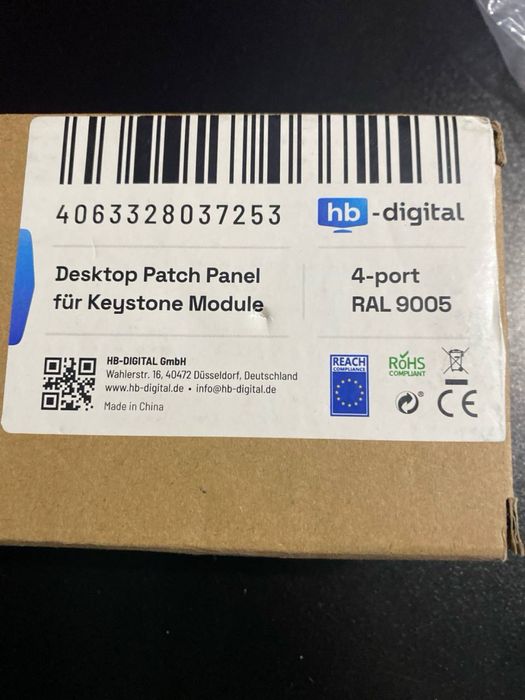 4063328037253
hb-digital
Desktop Patch Panel
für Keystone Module
4-port
RAL 9005
HB-DIGITAL GmbH
Wahlerstr. 16, 40472 Düsseldorf, Deutschland
www.hb-digital.de • info@hb-digital.de
Made in China
REACH
COMPLIANCE
RoHS
COMPLIANT
®
CE